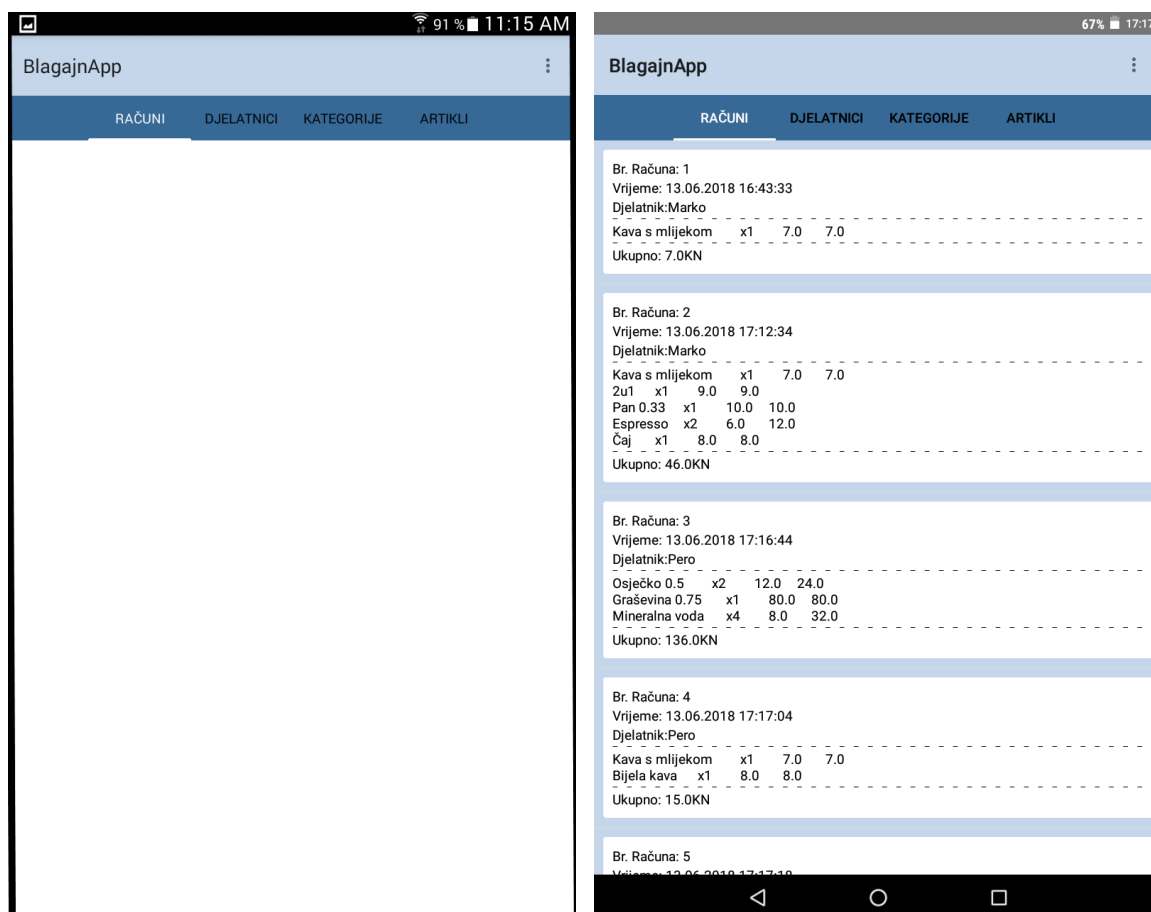 91 % 11:15 AM
BlagajnApp
RAČUNI DJELATNICI KATEGORIJE ARTIKLI
67% 17:17
BlagajnApp
RAČUNI DJELATNICI KATEGORIJE ARTIKLI
Br. Računa: 1
Vrijeme: 13.06.2018 16:43:33
Djelatnik:Marko
Kava s mlijekom x1 7.0 7.0
Ukupno: 7.0KN
Br. Računa: 2
Vrijeme: 13.06.2018 17:12:34
Djelatnik:Marko
Kava s mlijekom x1 7.0 7.0
2u1 x1 9.0 9.0
Pan 0.33 x1 10.0 10.0
Espresso x2 6.0 12.0
Čaj x1 8.0 8.0
Ukupno: 46.0KN
Br. Računa: 3
Vrijeme: 13.06.2018 17:16:44
Djelatnik:Pero
Osječko 0.5 x2 12.0 24.0
Graševina 0.75 x1 80.0 80.0
Mineralna voda x4 8.0 32.0
Ukupno: 136.0KN
Br. Računa: 4
Vrijeme: 13.06.2018 17:17:04
Djelatnik:Pero
Kava s mlijekom x1 7.0 7.0
Bijela kava x1 8.0 8.0
Ukupno: 15.0KN
Br. Računa: 5
Vrijeme: 13.06.2018 17:17:18